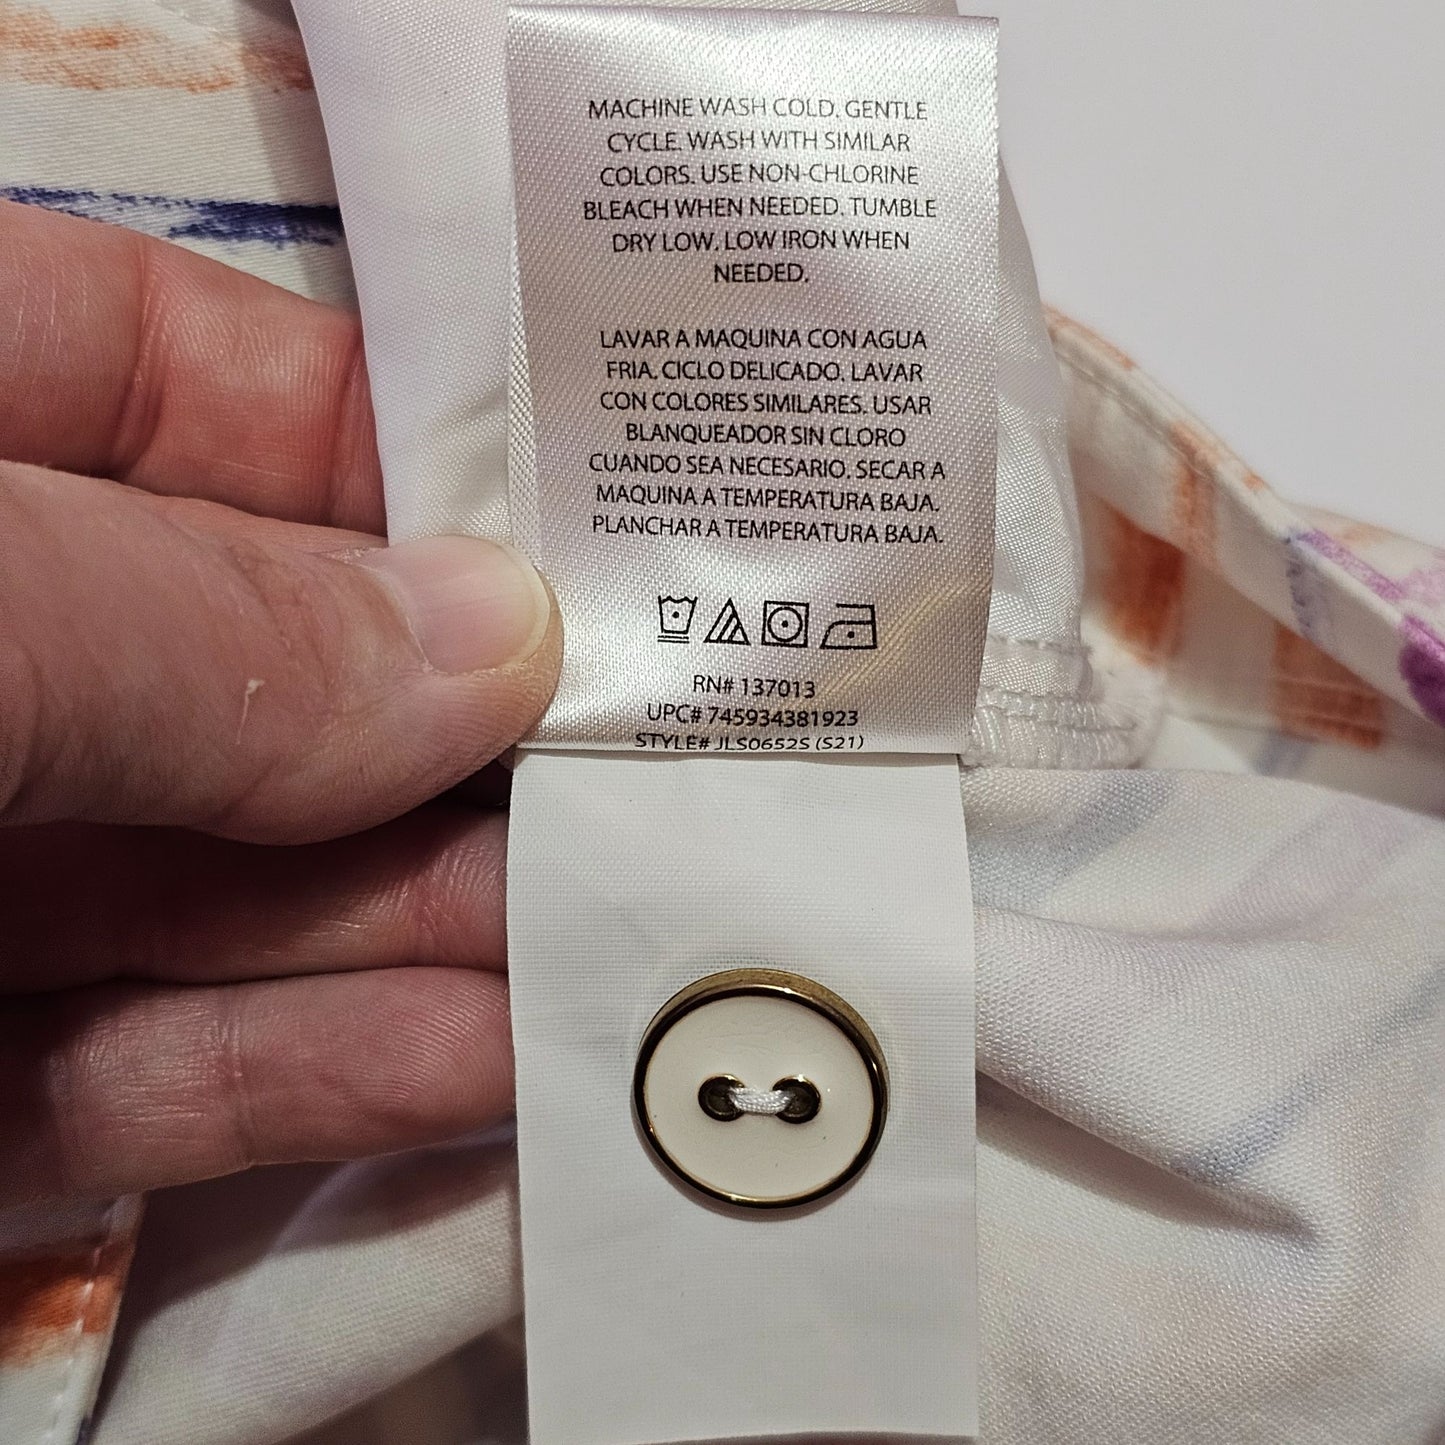 MACHINE WASH COLD. GENTLE
CYCLE. WASH WITH SIMILAR
COLORS. USE NON-CHLORINE
BLEACH WHEN NEEDED. TUMBLE
DRY LOW. LOW IRON WHEN
NEEDED.
LAVAR A MAQUINA CON AGUA
FRIA. CICLO DELICADO. LAVAR
CON COLORES SIMILARES. USAR
BLANQUEADOR SIN CLORO
CUANDO SEA NECESARIO. SECAR A
MAQUINA A TEMPERATURA BAJA.
PLANCHAR A TEMPERATURA BAJA.
RN# 137013
UPC# 745934381923
STYLE# JLS0652S (S21)